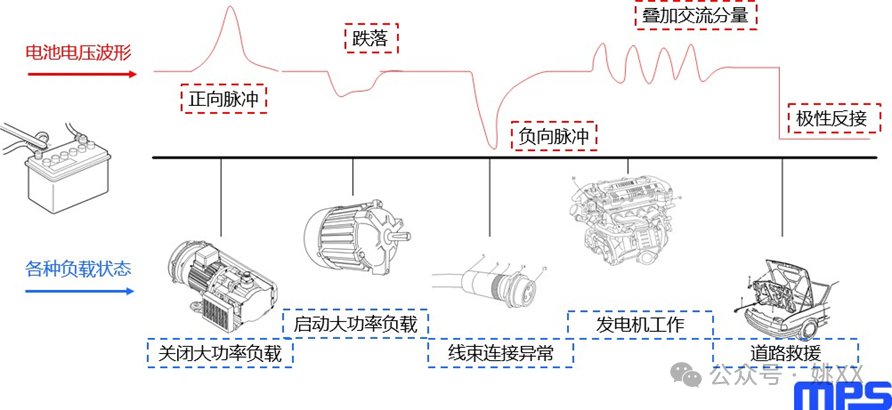 电池电压波形
正向脉冲
跌落
负向脉冲
叠加交流分量
极性反接
各种负载状态
关闭大功率负载
启动大功率负载
线束连接异常
发电机工作
道路救援
公众号 · 姚XX
mps